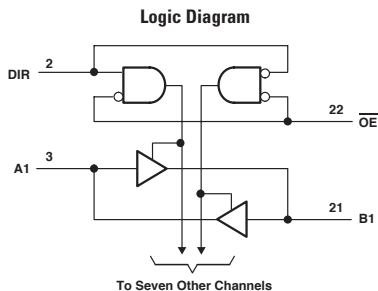 Logic Diagram
DIR 2
22 OE
A1 3
21 B1
To Seven Other Channels